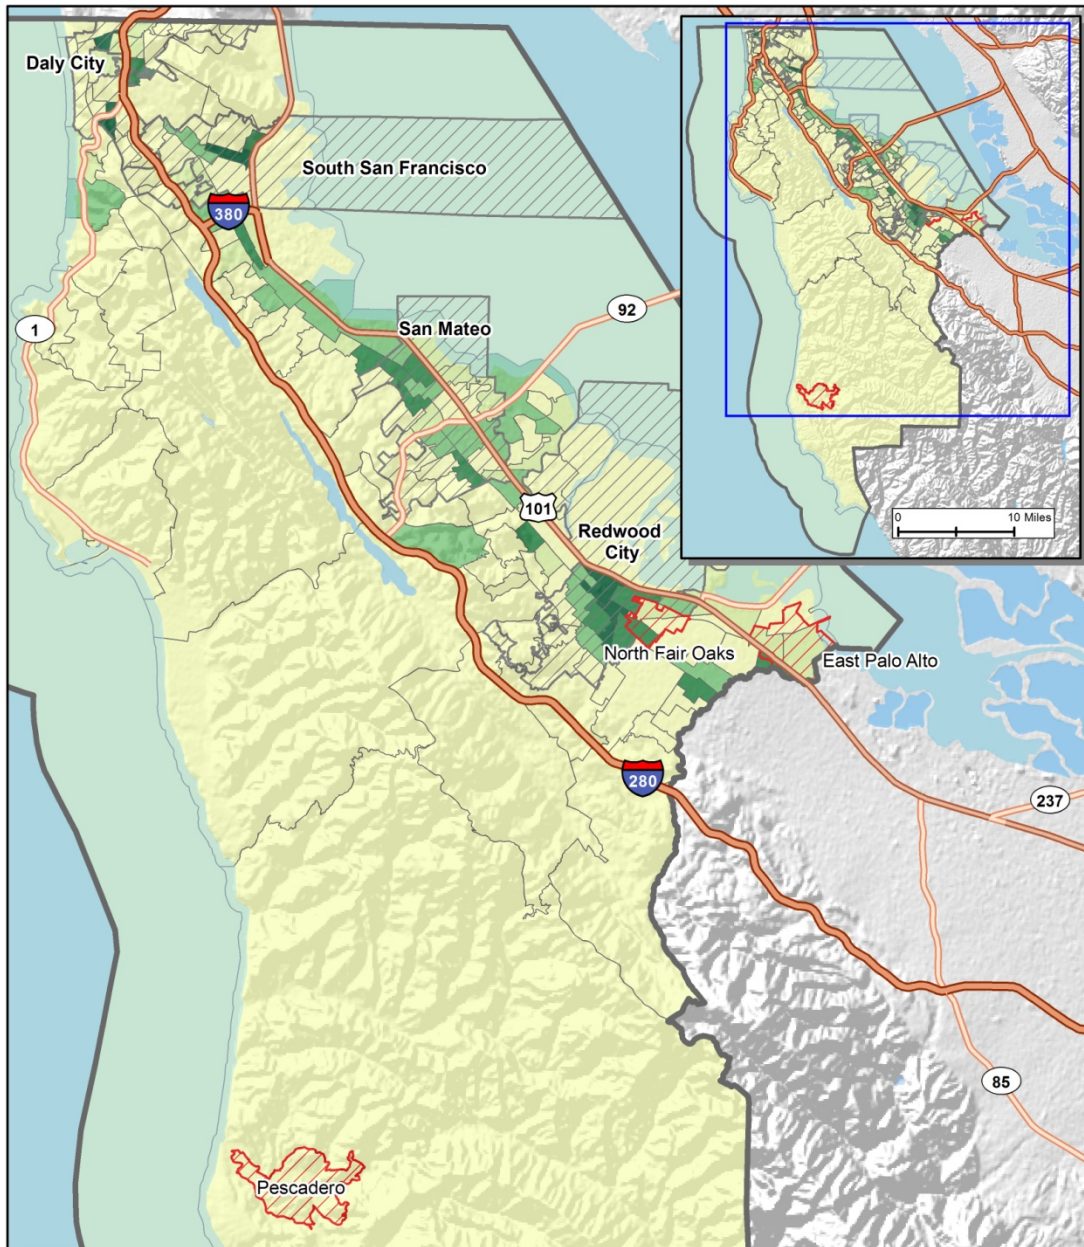 Daly City
South San Francisco
380
1
92
San Mateo
0 10 Miles
101
Redwood
City
North Fair Oaks
East Palo Alto
280
237
85
Pescadero